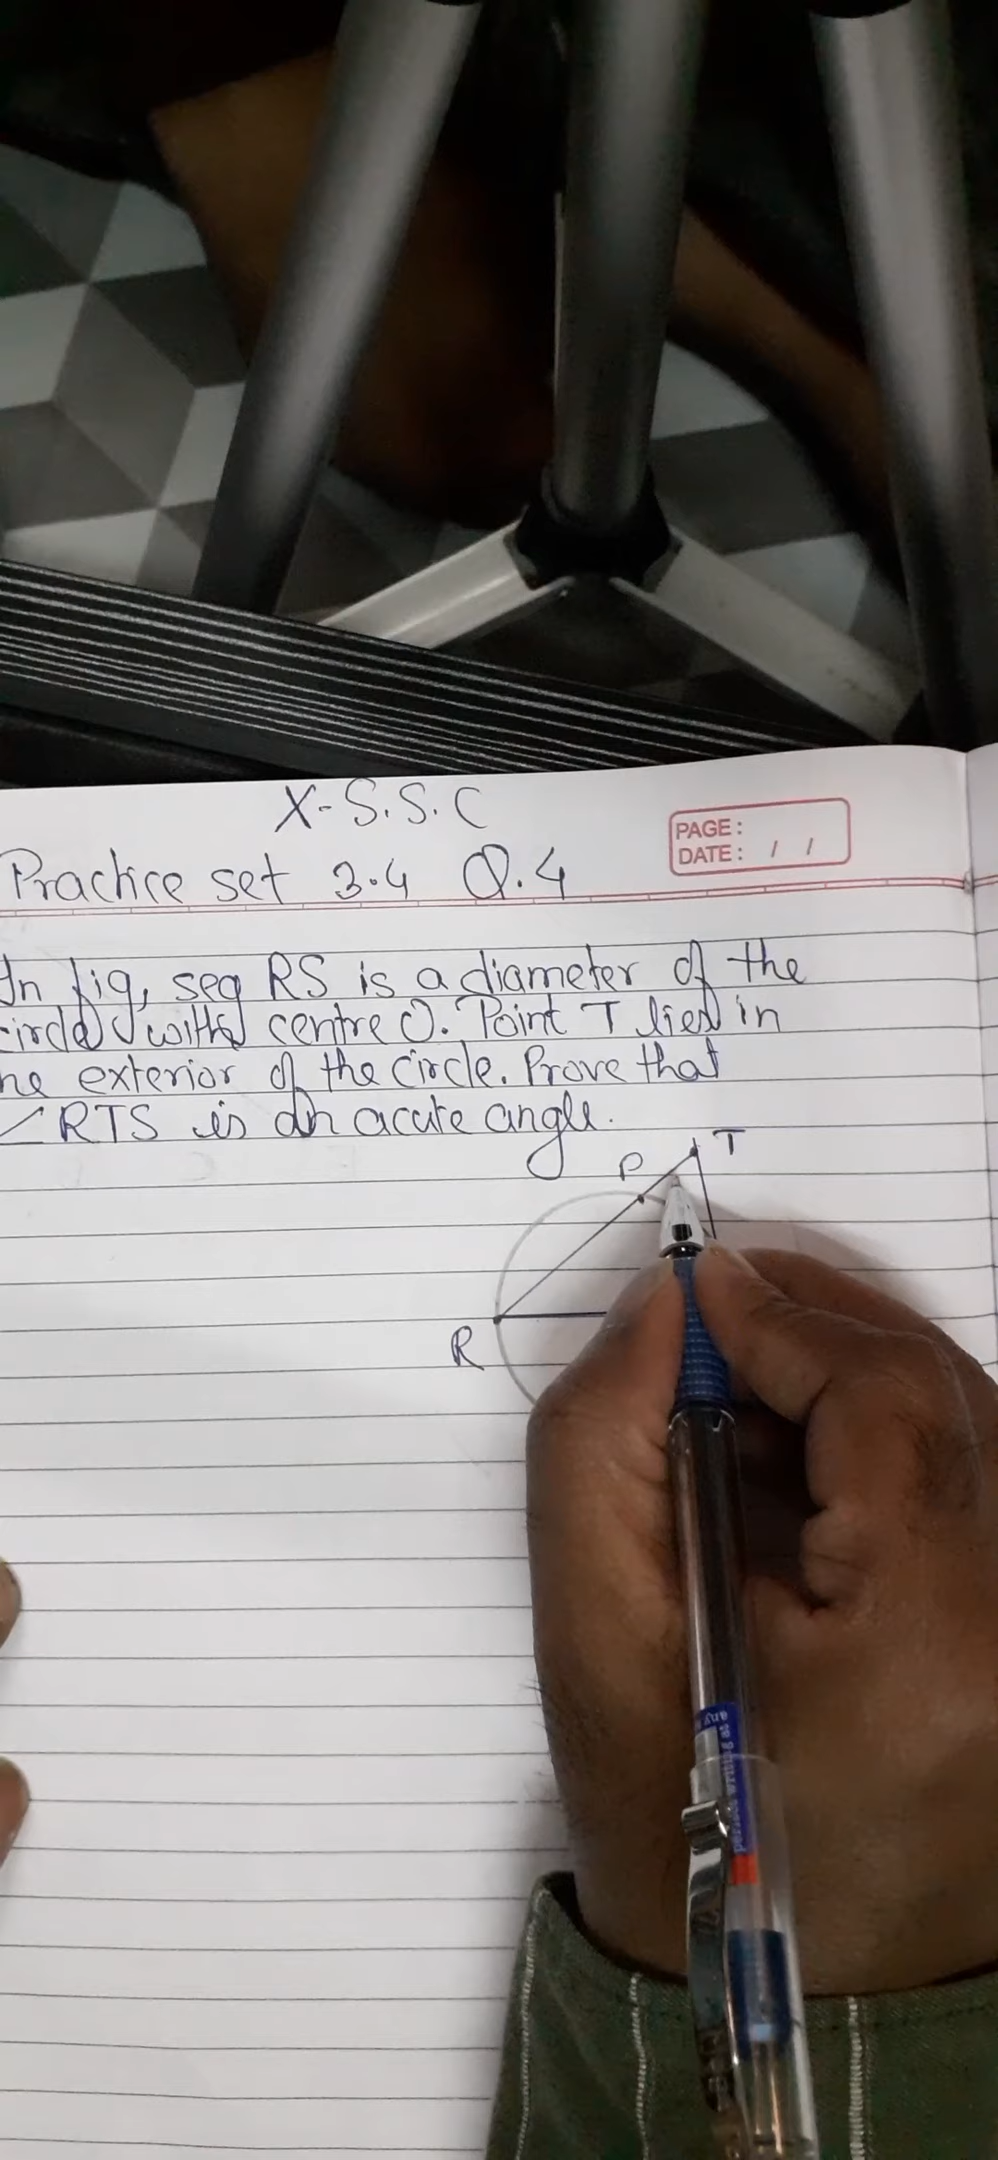 X-S.S.C
PAGE:
DATE: / /
Practice set 3.4 Q.4
In fig, seg RS is a diameter of the
circle with centre O. Point T lies in
he exterior of the circle. Prove that
∠RTS is an acute angle.
T
P
R